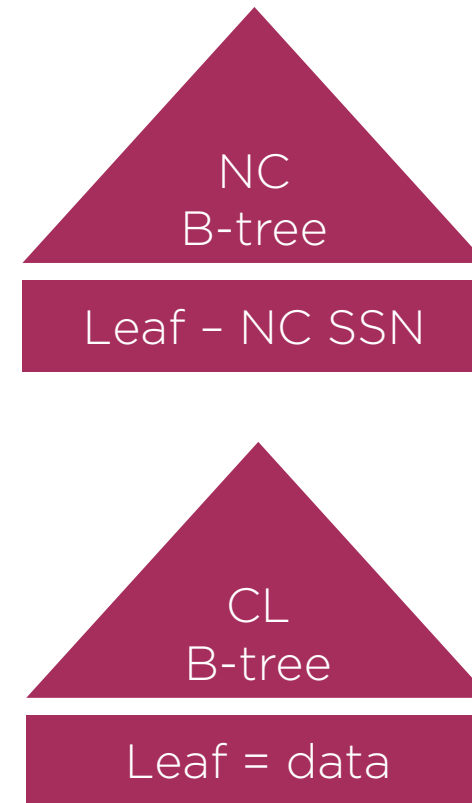 NC
B-tree
Leaf – NC SSN
CL
B-tree
Leaf = data